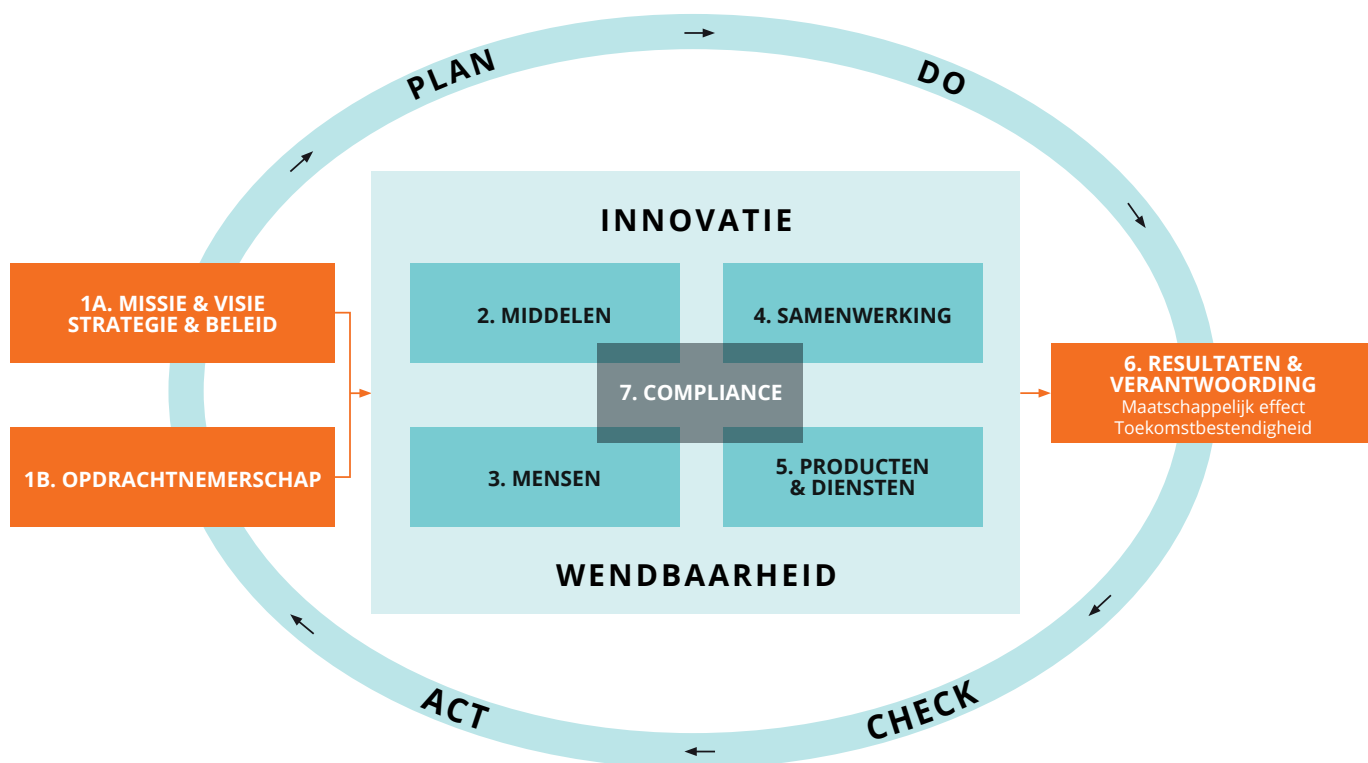 PLAN
DO
INNOVATIE
1A. MISSIE & VISIE
STRATEGIE & BELEID
2. MIDDELEN
4. SAMENWERKING
7. COMPLIANCE
6. RESULTATEN &
VERANTWOORDING
Maatschappelijk effect
Toekomstbestendigheid
1B. OPDRACHTNEMERSCHAP
3. MENSEN
5. PRODUCTEN
& DIENSTEN
WENDBAARHEID
ACT
CHECK